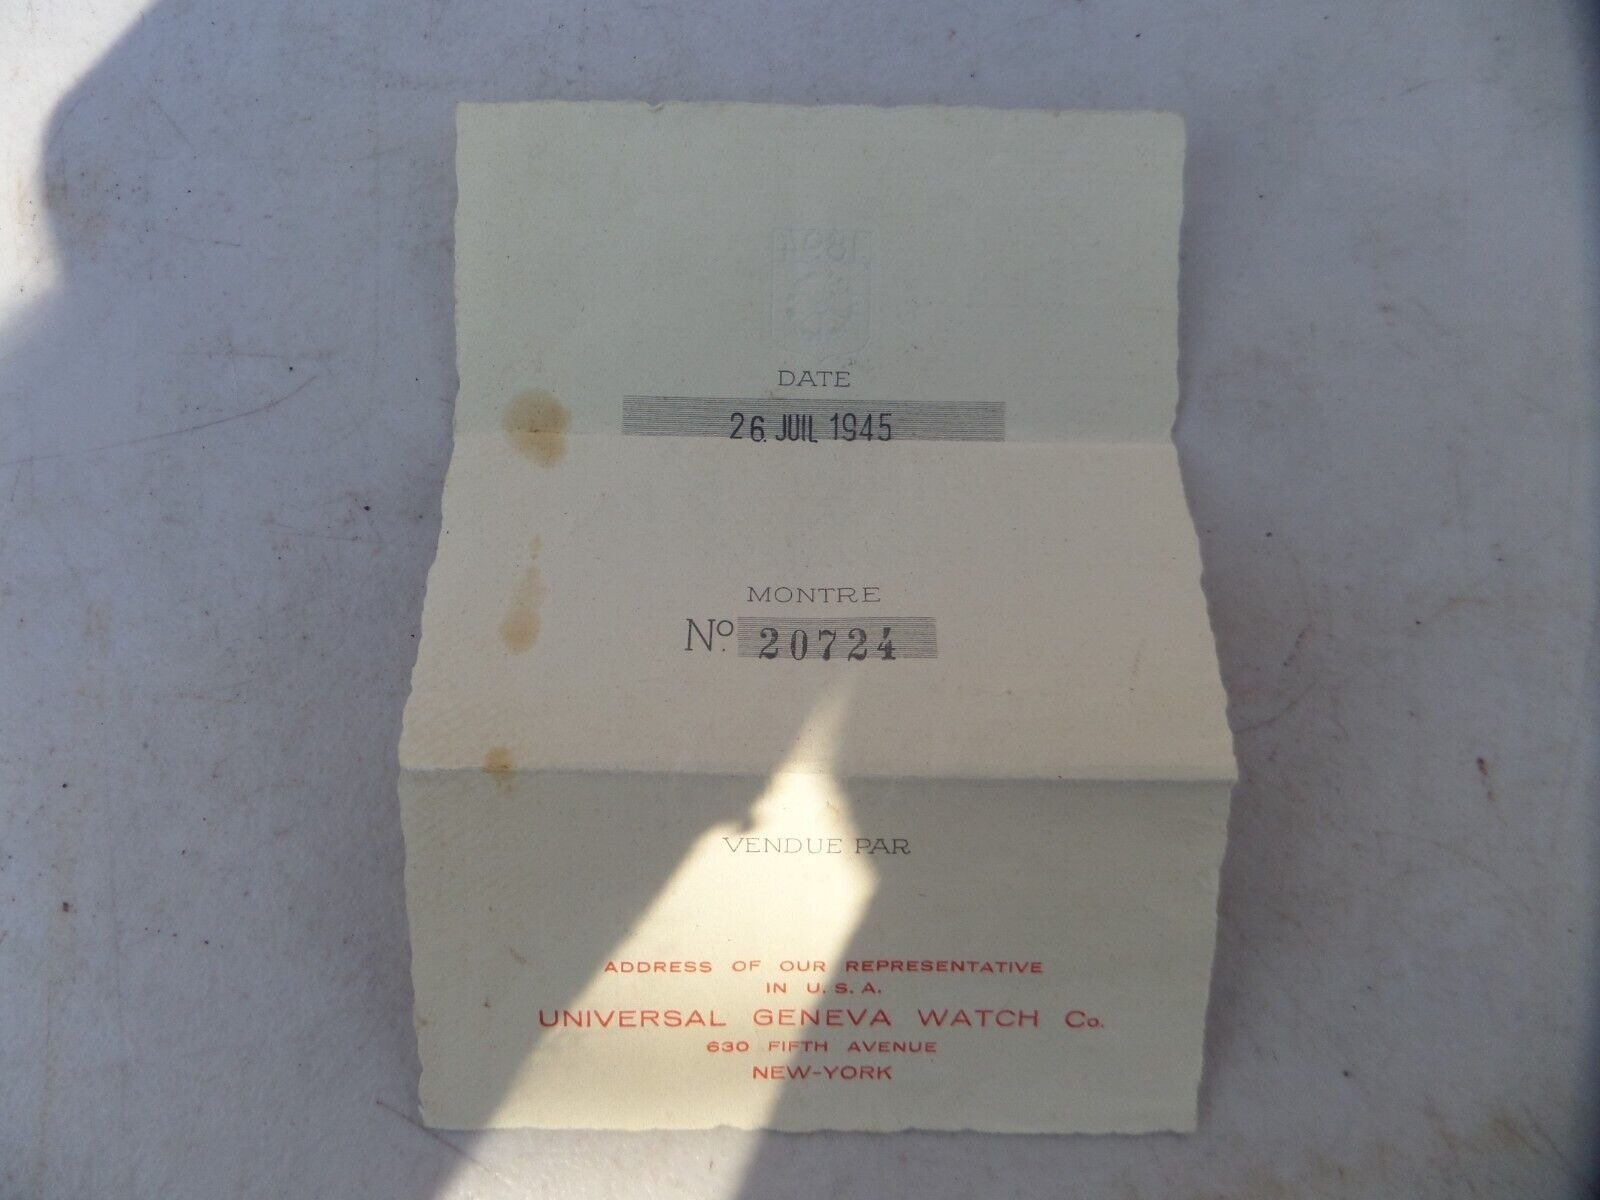 1894
DATE
26. JUIL 1945
MONTRE
No. 20724
VENDUE PAR
ADDRESS OF OUR REPRESENTATIVE
IN U. S. A.
UNIVERSAL GENEVA WATCH Co.
630 FIFTH AVENUE
NEW-YORK